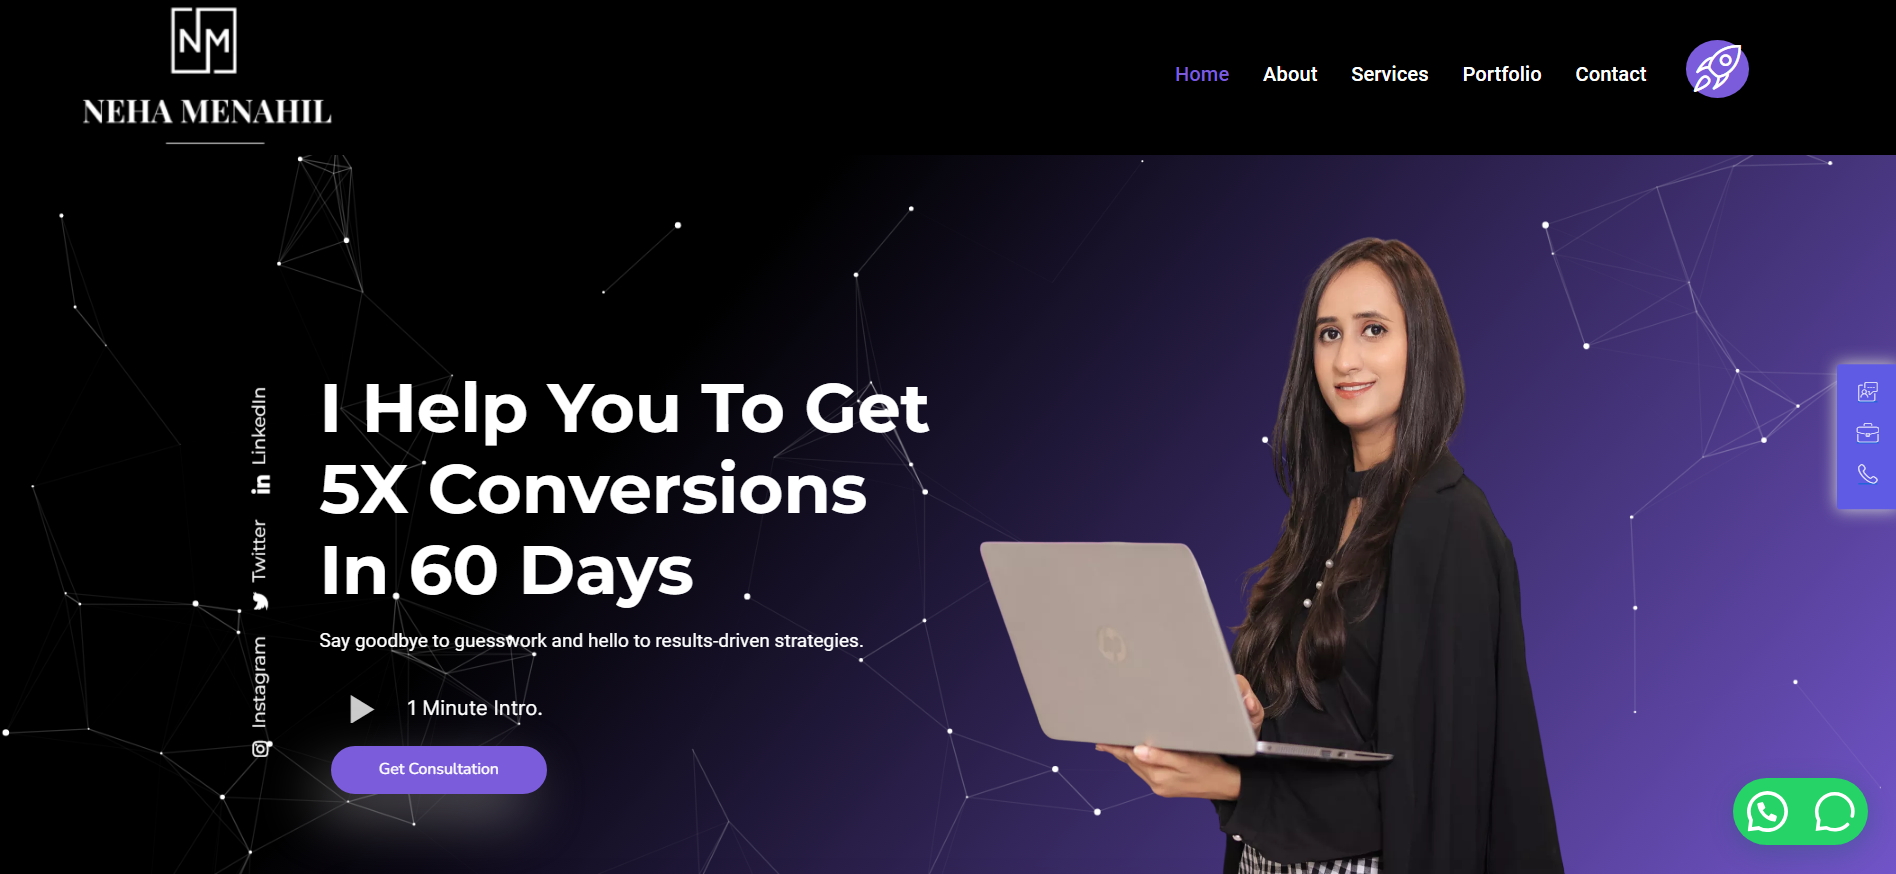 NM
NEHA MENAHIL
Home
About
Services
Portfolio
Contact
LinkedIn
Twitter
Instagram
I Help You To Get
5X Conversions
In 60 Days
Say goodbye to guesswork and hello to results-driven strategies.
1 Minute Intro.
Get Consultation